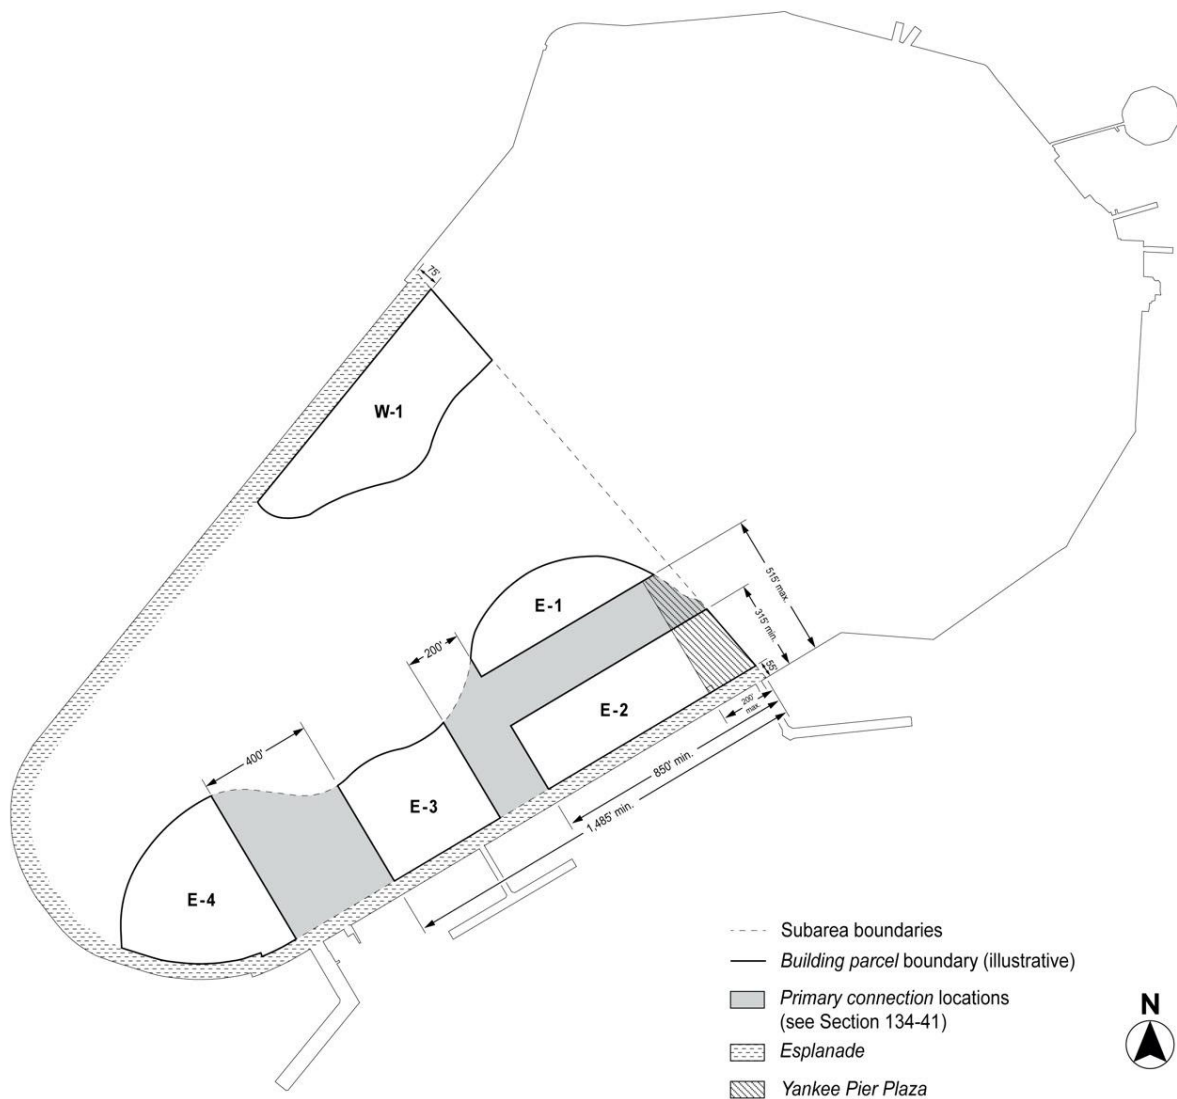 75'
W-1
515' max.
E-1
315' min.
200'
55'
E-2
200'
max.
850' min.
400'
1,485' min.
E-3
E-4
Subarea boundaries
Building parcel boundary (illustrative)
Primary connection locations
(see Section 134-41)
Esplanade
Yankee Pier Plaza
N